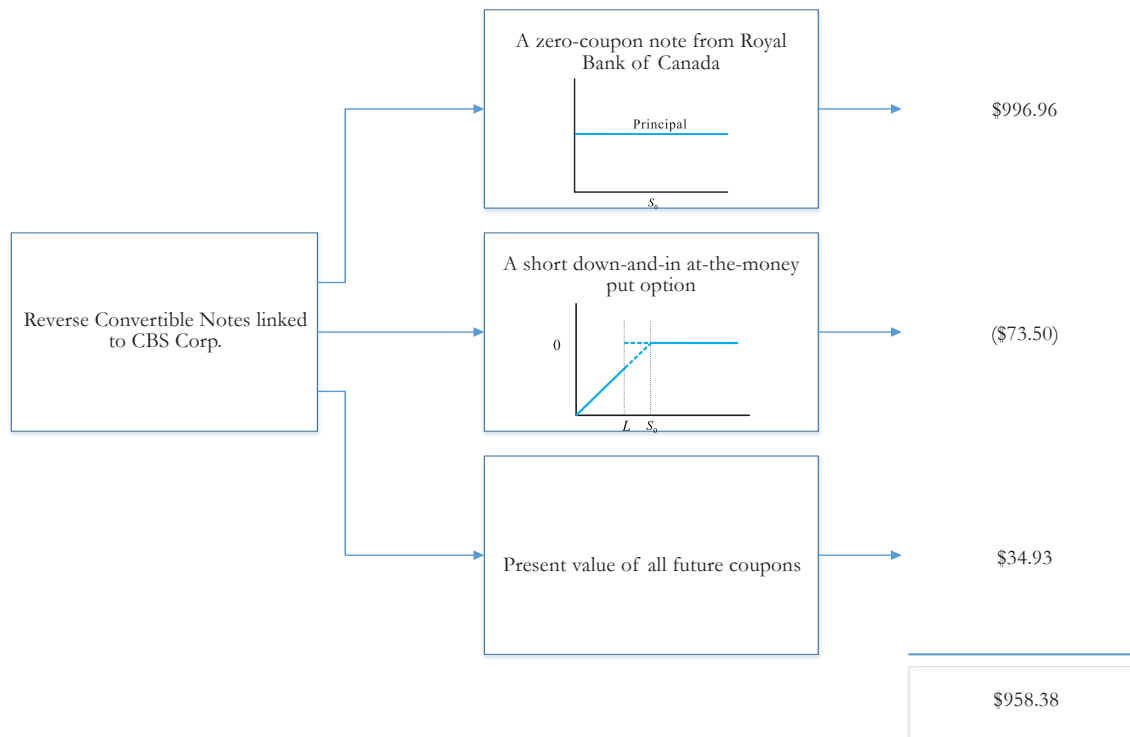 A zero-coupon note from Royal
Bank of Canada
Principal
S₀
$996.96
Reverse Convertible Notes linked
to CBS Corp.
A short down-and-in at-the-money
put option
0
L S₀
($73.50)
Present value of all future coupons
$34.93
$958.38